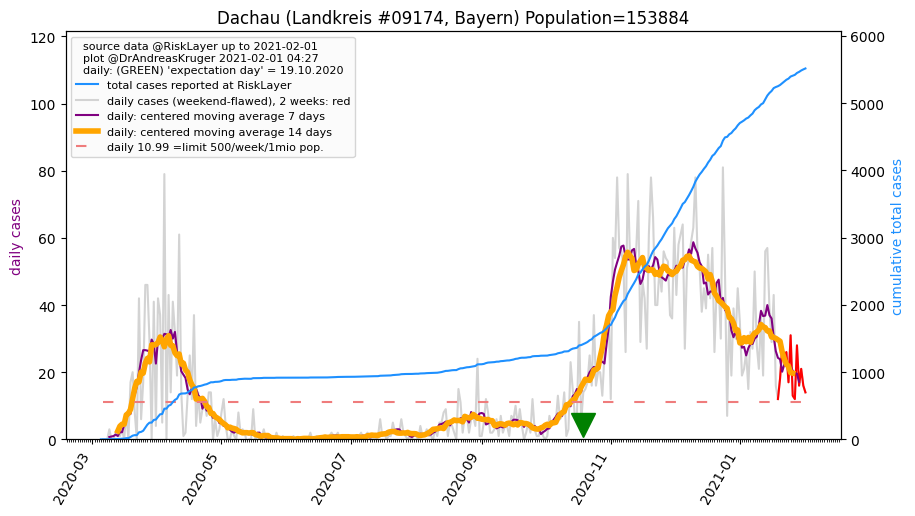 Dachau (Landkreis #09174, Bayern) Population=153884
source data @RiskLayer up to 2021-02-01
plot @DrAndreasKruger 2021-02-01 04:27
daily: (GREEN) 'expectation day' = 19.10.2020
total cases reported at RiskLayer
daily cases (weekend-flawed), 2 weeks: red
daily: centered moving average 7 days
daily: centered moving average 14 days
daily 10.99 =limit 500/week/1mio pop.
daily cases
120
100
80
60
40
20
0
6000
5000
4000
3000
2000
1000
0
cumulative total cases
2020-03
2020-05
2020-07
2020-09
2020-11
2021-01